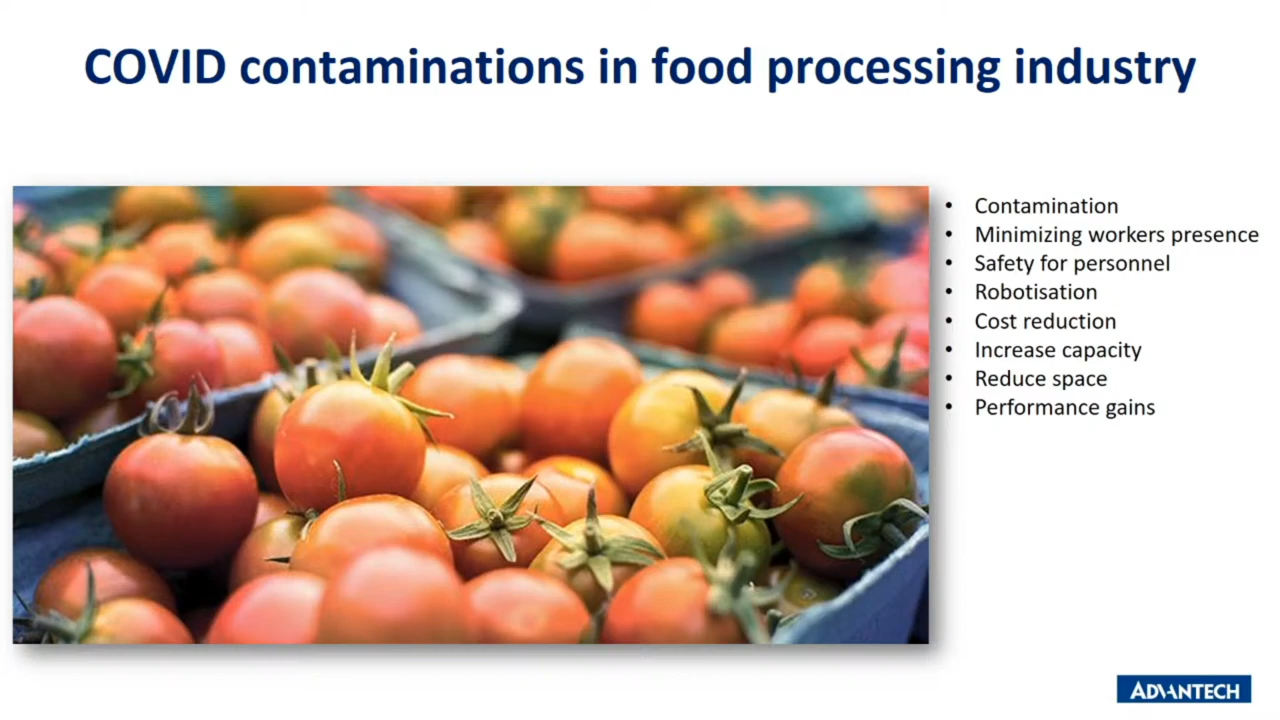 COVID contaminations in food processing industry
• Contamination
• Minimizing workers presence
• Safety for personnel
• Robotisation
• Cost reduction
• Increase capacity
• Reduce space
• Performance gains
ADVANTECH